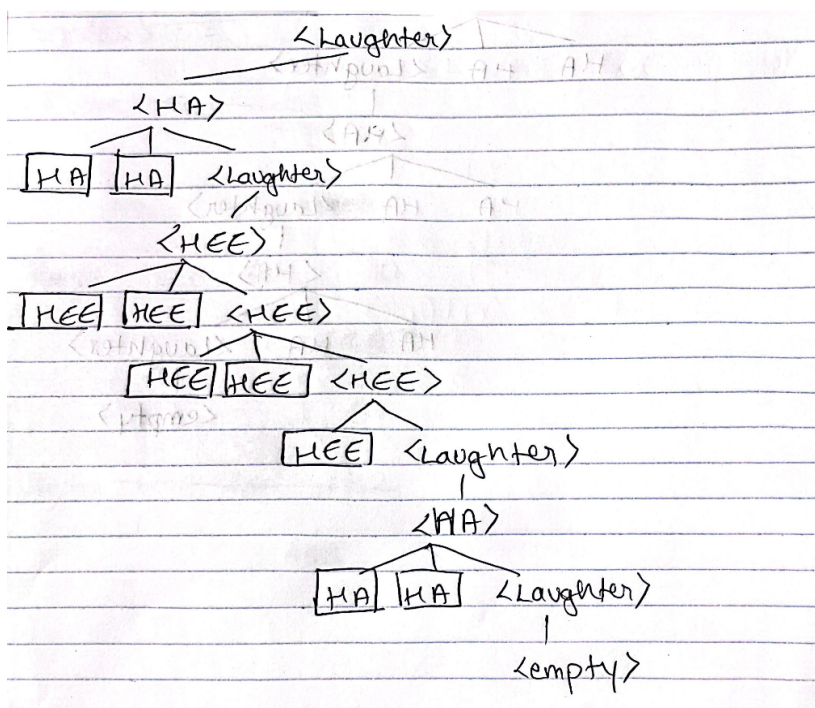 <Laughter>
<HA>
HA HA <Laughter>
<HEE>
HEE HEE <HEE>
HEE HEE <HEE>
HEE <Laughter>
<HA>
HA HA <Laughter>
<empty>